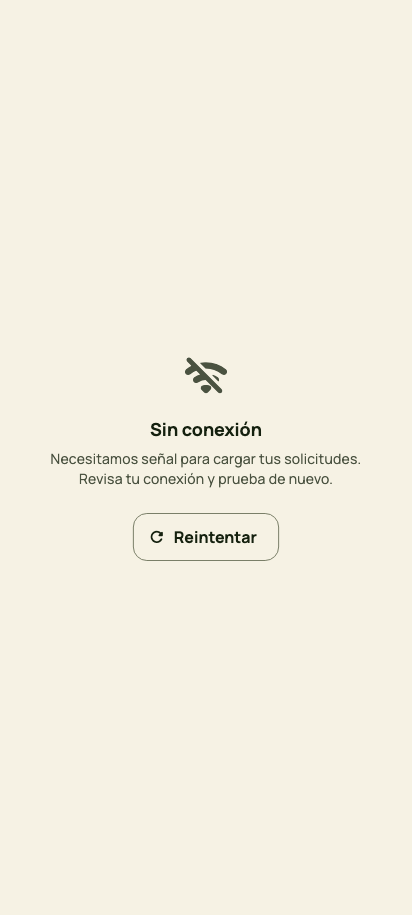 Sin conexión
Necesitamos señal para cargar tus solicitudes.
Revisa tu conexión y prueba de nuevo.
Reintentar